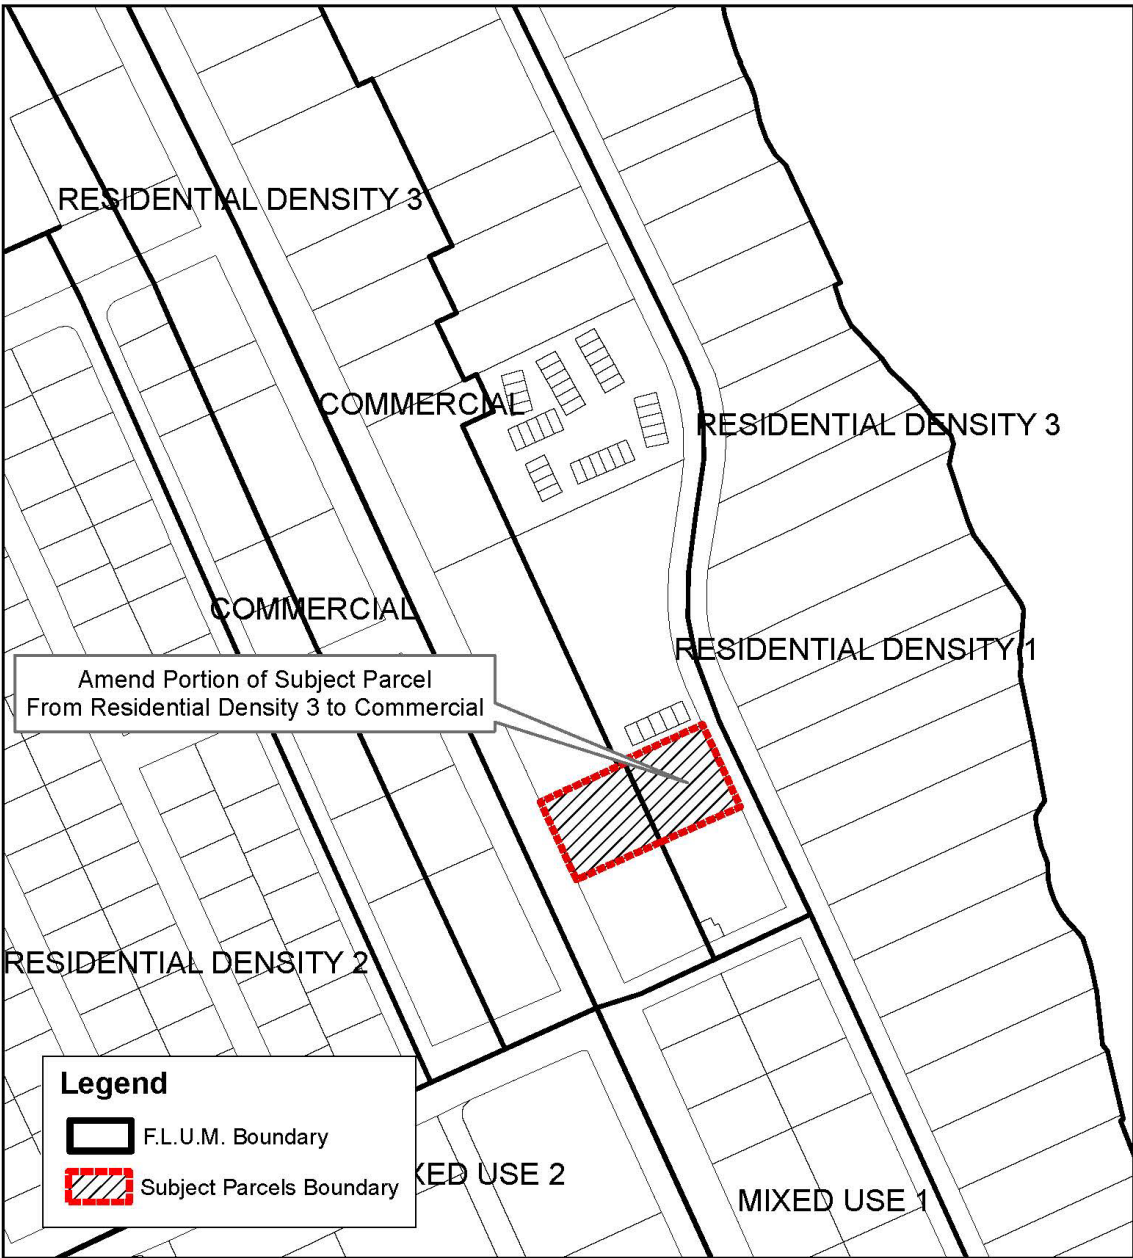 RESIDENTIAL DENSITY 3
COMMERCIAL
RESIDENTIAL DENSITY 3
COMMERCIAL
RESIDENTIAL DENSITY 1
Amend Portion of Subject Parcel
From Residential Density 3 to Commercial
RESIDENTIAL DENSITY 2
Legend
F.L.U.M. Boundary
Subject Parcels Boundary
XED USE 2
MIXED USE 1